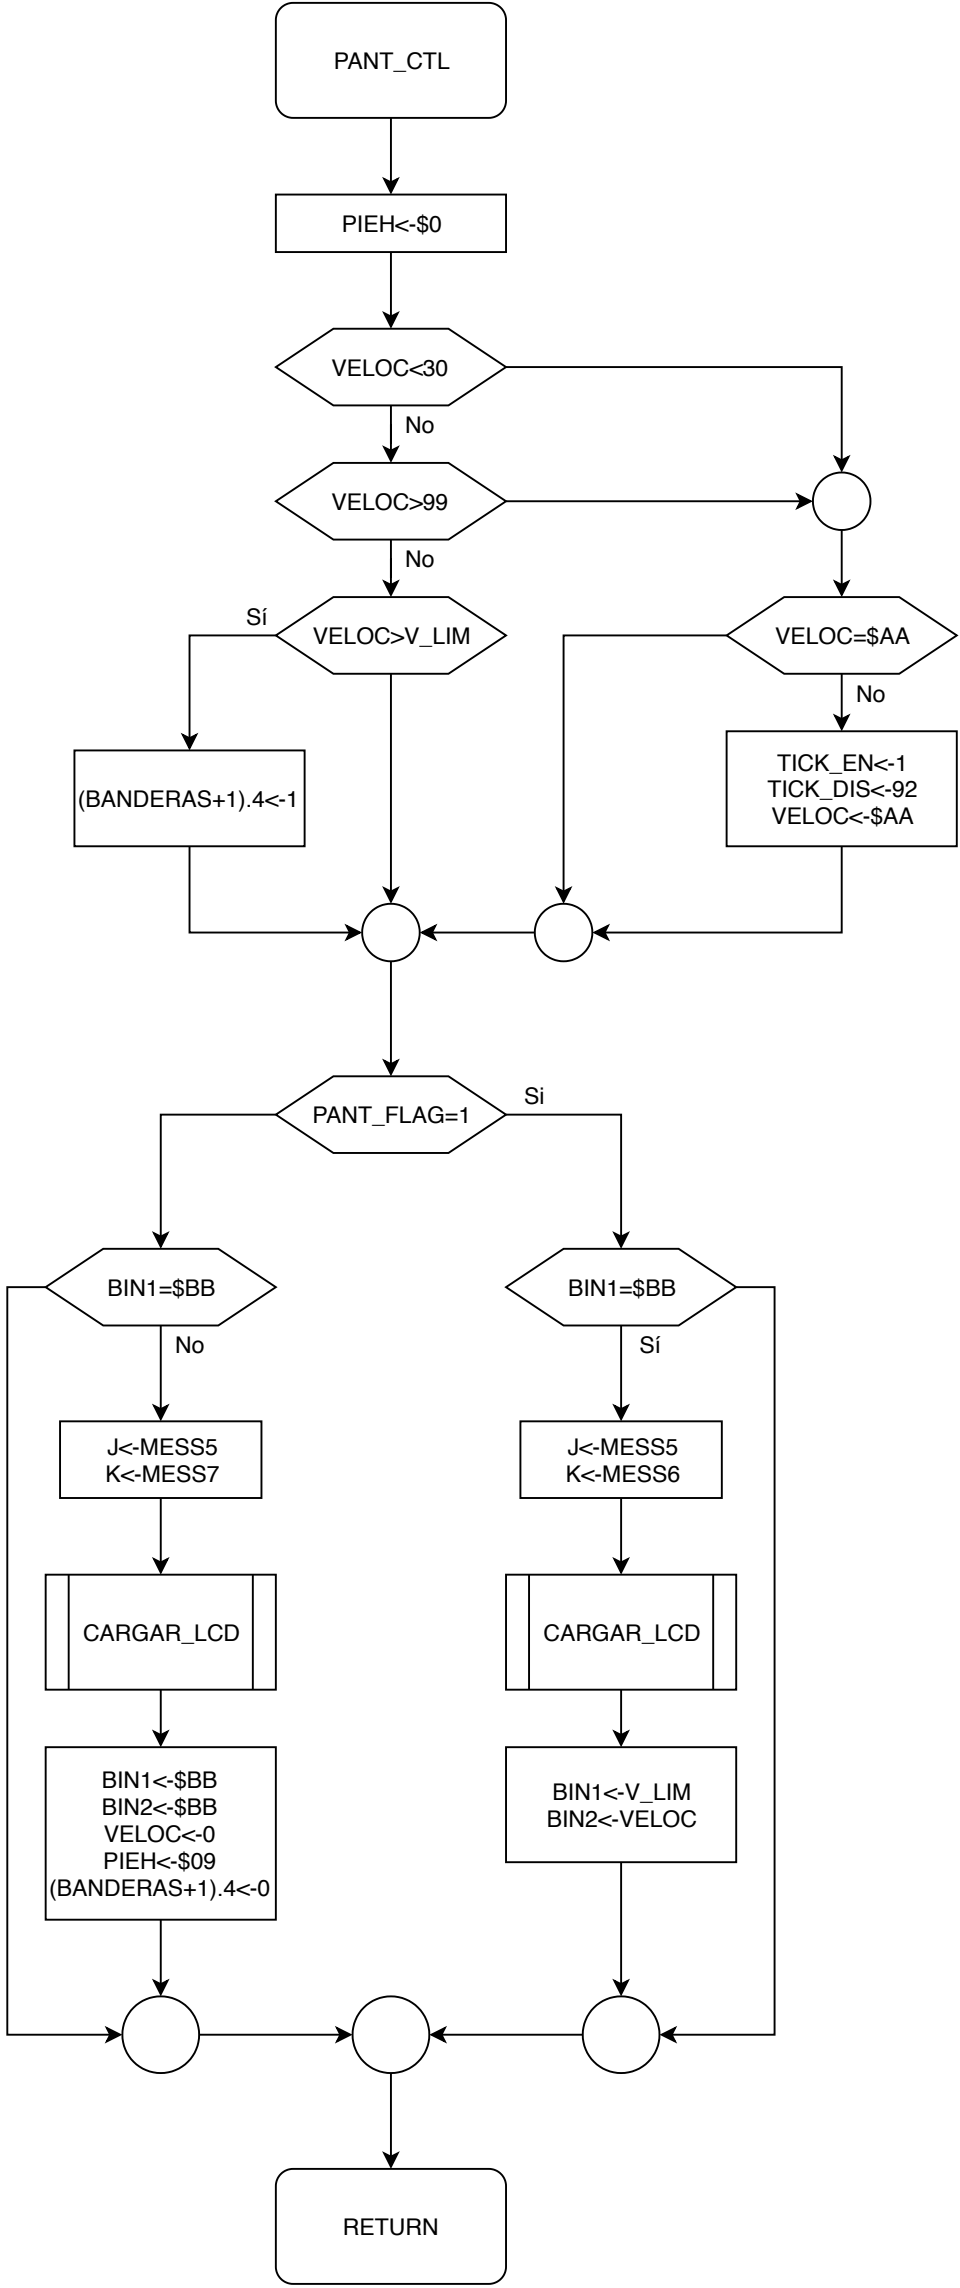 PANT_CTL
PIEH<-$0
VELOC<30
No
VELOC>99
No
Sí
VELOC>V_LIM
VELOC=$AA
No
(BANDERAS+1).4<-1
TICK_EN<-1
TICK_DIS<-92
VELOC<-$AA
PANT_FLAG=1
Si
BIN1=$BB
BIN1=$BB
No
Sí
J<-MESS5
K<-MESS7
J<-MESS5
K<-MESS6
CARGAR_LCD
CARGAR_LCD
BIN1<-$BB
BIN2<-$BB
VELOC<-0
PIEH<-$09
(BANDERAS+1).4<-0
BIN1<-V_LIM
BIN2<-VELOC
RETURN